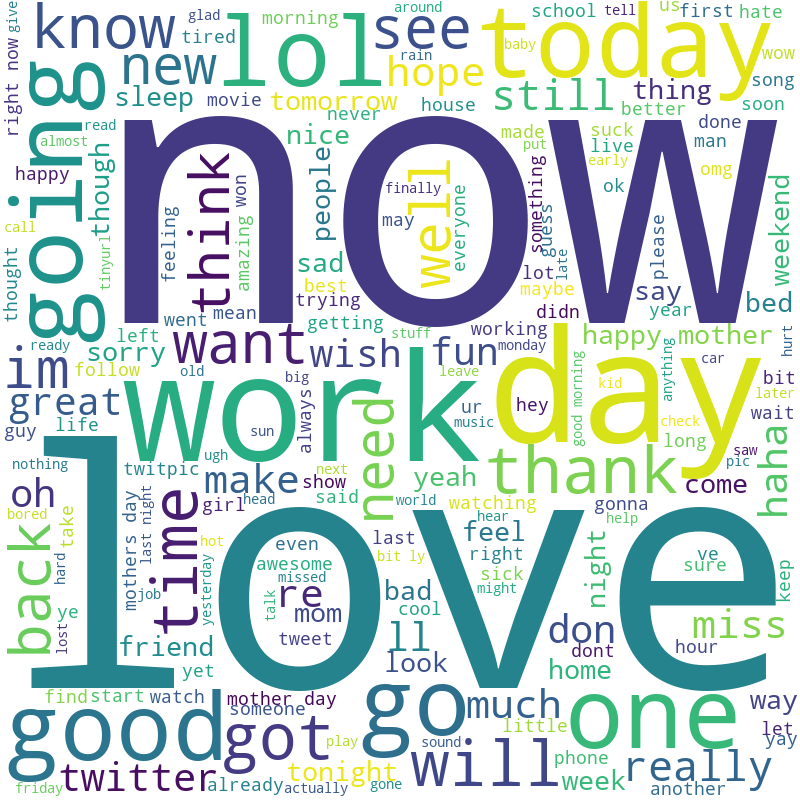 around
give
glad
morning
school
tell
us
first
hate
know
see
today
tired
rain
baby
wow
new
lol
hope
thing
song
right now
sleep
movie
tomorrow
house
still
better
soon
going
read
never
made
suck
done
almost
nice
put
live
man
now
happy
though
think
people
finally
well
everyone
something
early
ok
omg
weekend
feeling
won
amazing
may
guess
please
call
tinyurl
sad
lot
late
thought
best
maybe
say
bed
went
mean
trying
didn
year
left
getting
stuff
working
ready
sorry
want
wish
fun
monday
happy
mother
hurt
im
follow
old
day
car
bit
great
work
big
always
leave
ur
hey
good morning
kid
anything
later
guy
life
sun
music
check
long
wait
nothing
twitpic
ugh
need
thank
saw
haha
oh
make
next
show
yeah
pic
come
bored
take
mothers day
last night
time
girl
head
said
world
watching
gonna
back
hard
hot
love
even
last
hear
feel
help
night
ve
yesterday
awesome
bit ly
right
sure
job
missed
bad
sick
keep
ye
talk
re
mom
cool
might
miss
lost
tweet
ll
don
friend
dont
hour
yet
look
home
find
start
watch
mother day
go
much
one
way
good
someone
got
little
let
play
sound
yay
twitter
tonight
will
phone
really
friday
already
actually
gone
week
another